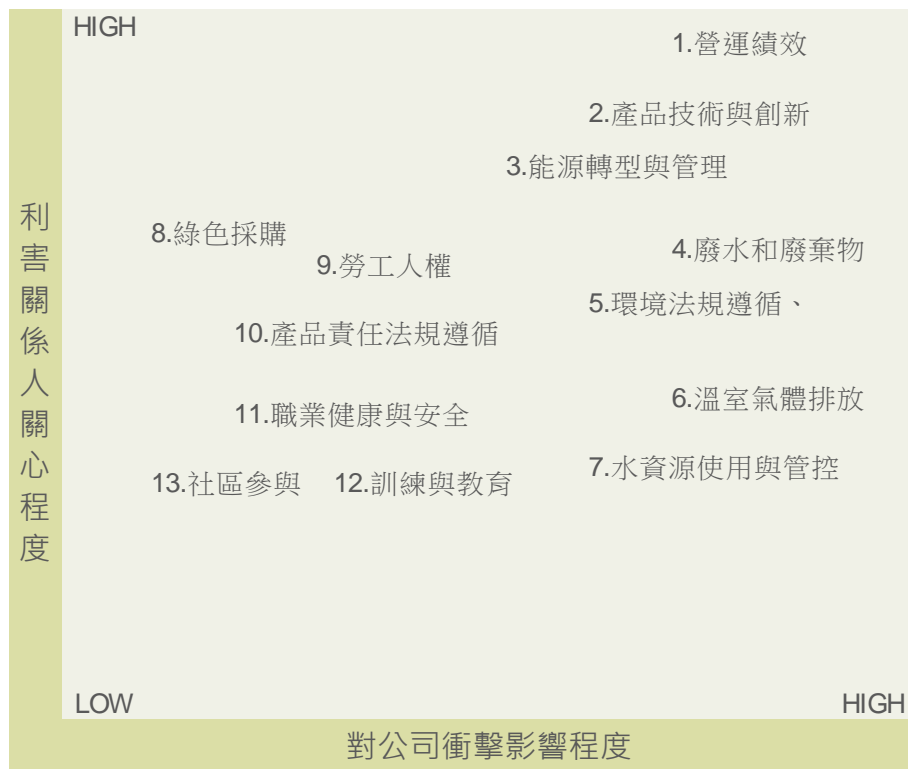 HIGH
1.營運績效
2.產品技術與創新
3.能源轉型與管理
8.綠色採購
4.廢水和廢棄物
9.勞工人權
5.環境法規遵循、
10.產品責任法規遵循
6.溫室氣體排放
11.職業健康與安全
7.水資源使用與管控
13.社區參與
12.訓練與教育
利害關係人關心程度
LOW
HIGH
對公司衝擊影響程度